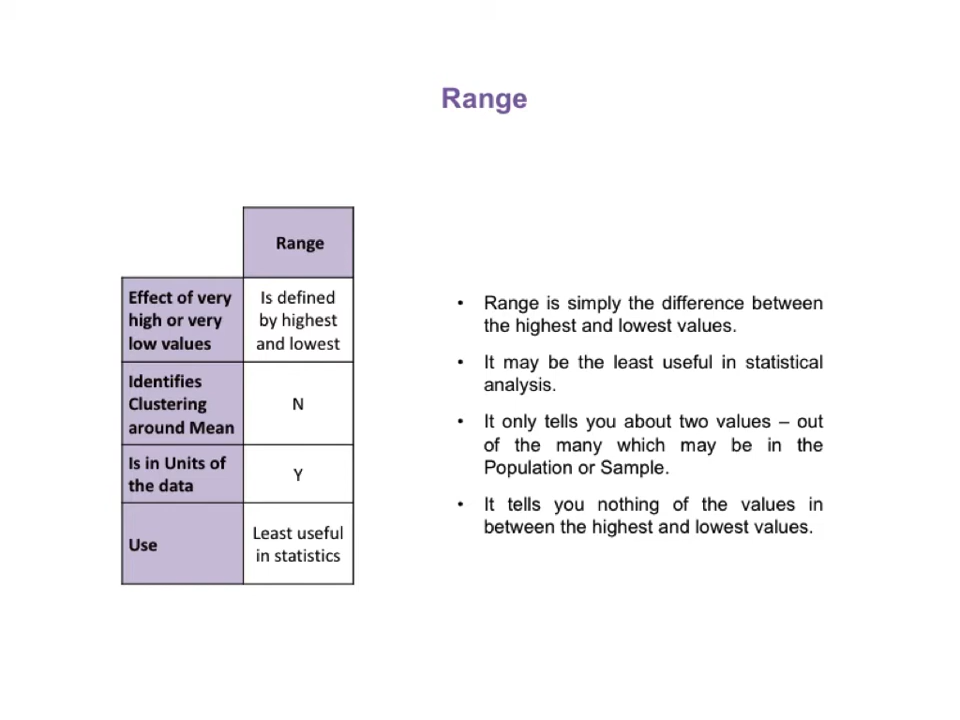 Range
Range
Effect of very
high or very
low values
Is defined
by highest
and lowest
Identifies
Clustering
around Mean
N
Is in Units of
the data
Y
Use
Least useful
in statistics
• Range is simply the difference between
the highest and lowest values.
• It may be the least useful in statistical
analysis.
• It only tells you about two values – out
of the many which may be in the
Population or Sample.
• It tells you nothing of the values in
between the highest and lowest values.